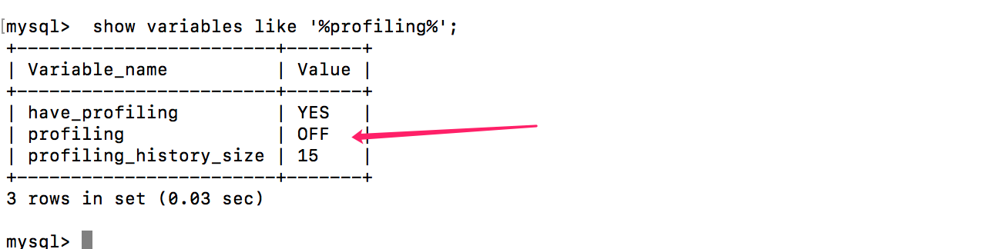 mysql>  show variables like '%profiling%';
+------------------------+-------+
| Variable_name          | Value |
+------------------------+-------+
| have_profiling         | YES   |
| profiling              | OFF   |
| profiling_history_size | 15    |
+------------------------+-------+
3 rows in set (0.03 sec)
mysql>